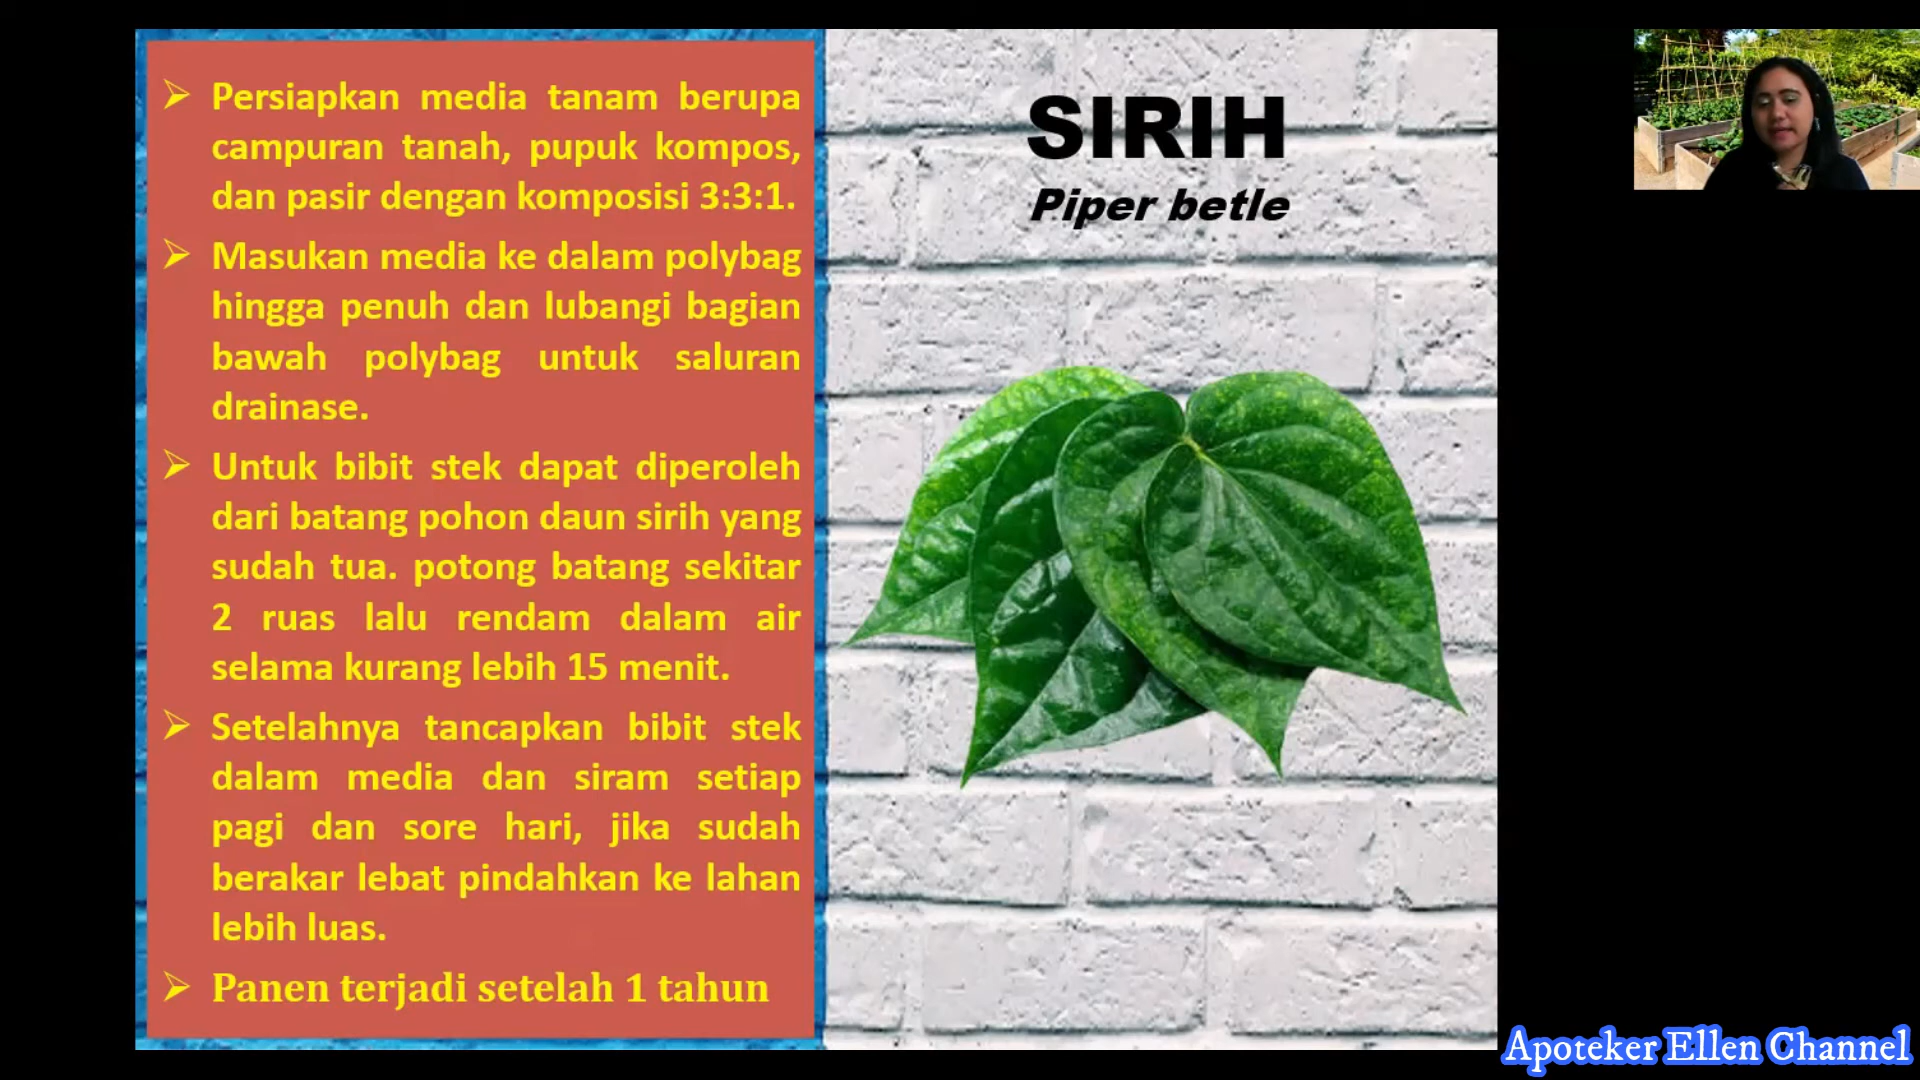 Persiapkan media tanam berupa
campuran tanah, pupuk kompos,
dan pasir dengan komposisi 3:3:1.
Masukan media ke dalam polybag
hingga penuh dan lubangi bagian
bawah polybag untuk saluran
drainase.
Untuk bibit stek dapat diperoleh
dari batang pohon daun sirih yang
sudah tua. potong batang sekitar
2 ruas lalu rendam dalam air
selama kurang lebih 15 menit.
Setelahnya tancapkan bibit stek
dalam media dan siram setiap
pagi dan sore hari, jika sudah
berakar lebat pindahkan ke lahan
lebih luas.
Panen terjadi setelah 1 tahun
SIRIH
Piper betle
Apoteker Ellen Channel